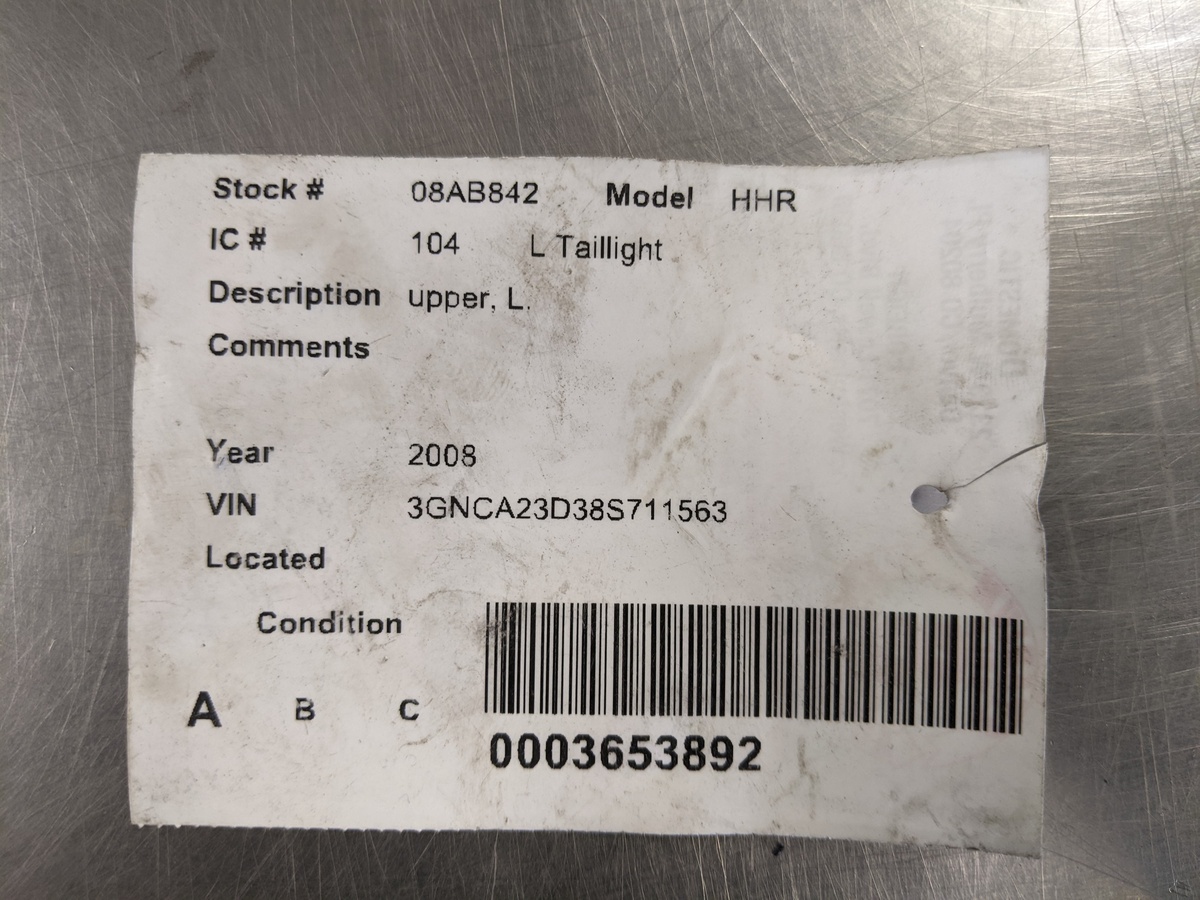 Stock # 08AB842 Model HHR
IC # 104 L Taillight
Description upper, L.
Comments
Year 2008
VIN 3GNCA23D38S711563
Located
Condition
A B C
0003653892